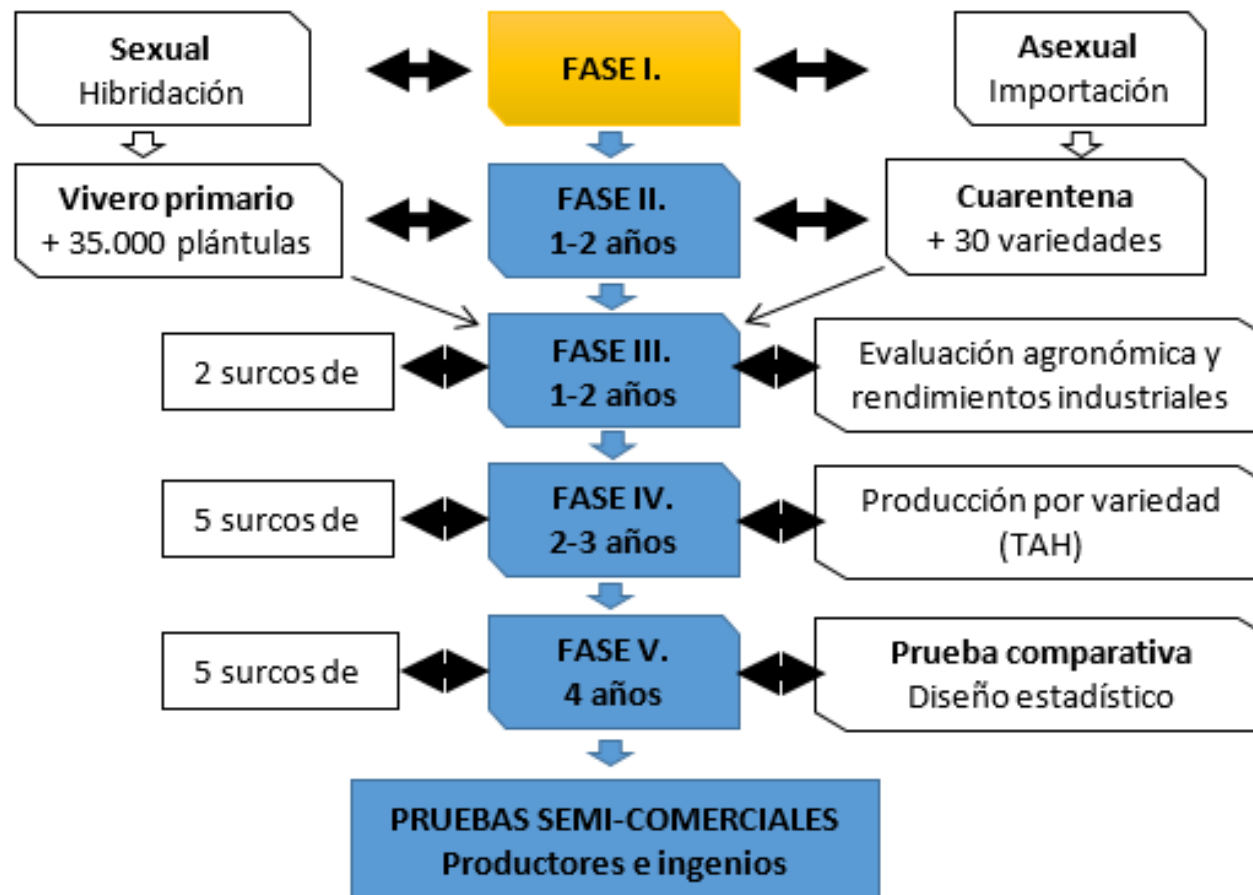 Sexual
Hibridación
FASE I.
Asexual
Importación
Vivero primario
+ 35.000 plántulas
FASE II.
1-2 años
Cuarentena
+ 30 variedades
2 surcos de
FASE III.
1-2 años
Evaluación agronómica y
rendimientos industriales
5 surcos de
FASE IV.
2-3 años
Producción por variedad
(TAH)
5 surcos de
FASE V.
4 años
Prueba comparativa
Diseño estadístico
PRUEBAS SEMI-COMERCIALES
Productores e ingenios